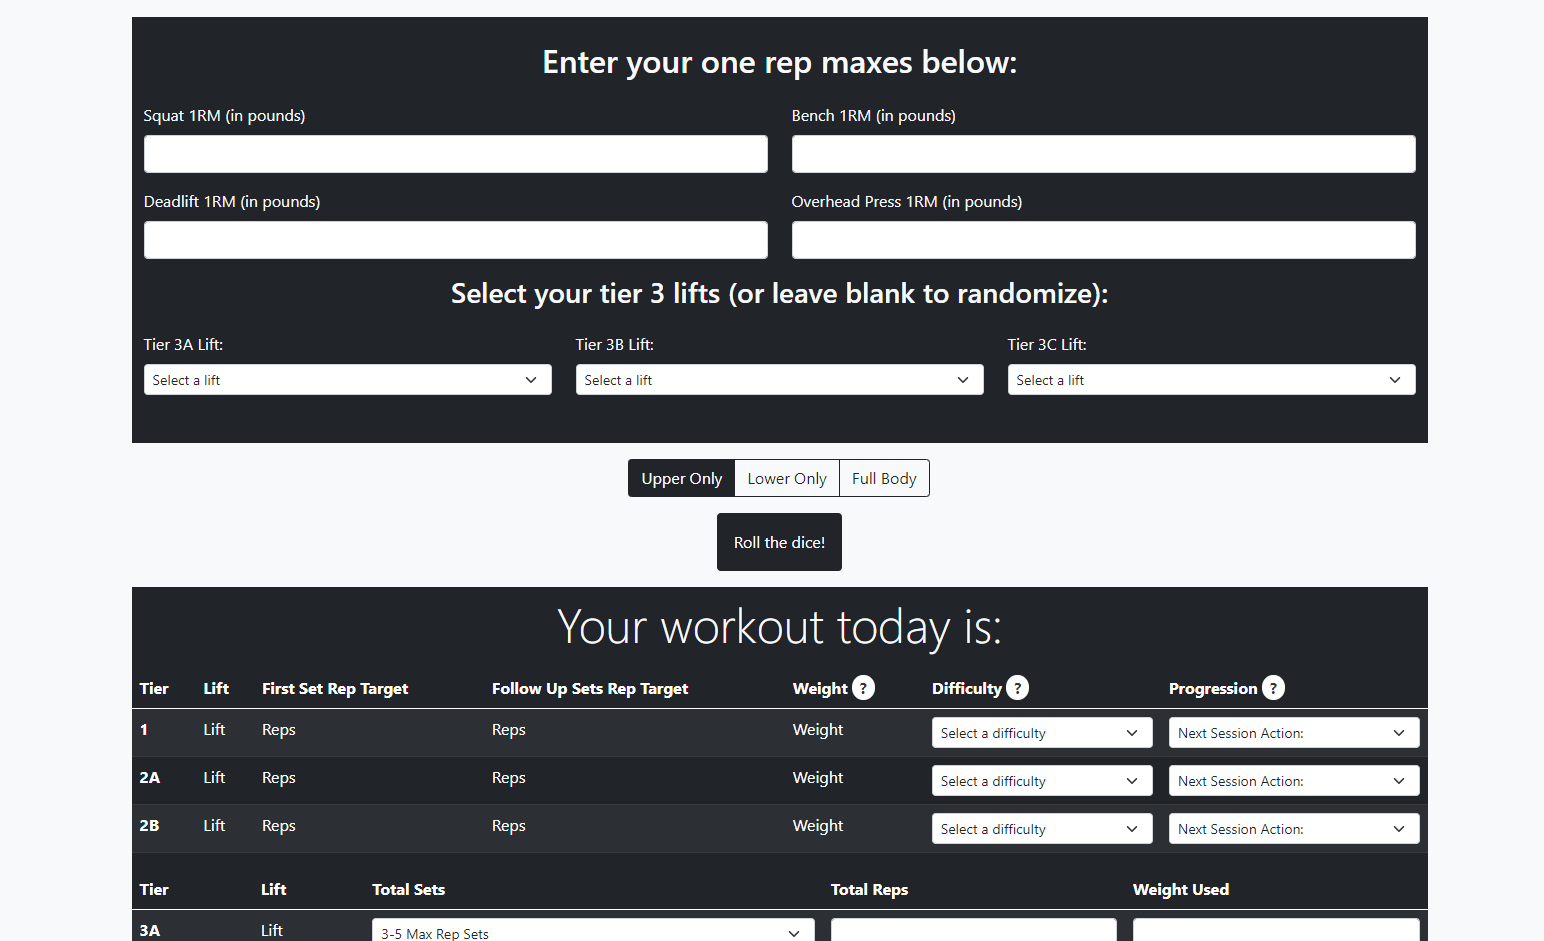 Enter your one rep maxes below:
Squat 1RM (in pounds)
Bench 1RM (in pounds)
Deadlift 1RM (in pounds)
Overhead Press 1RM (in pounds)
Select your tier 3 lifts (or leave blank to randomize):
Tier 3A Lift:
Tier 3B Lift:
Tier 3C Lift:
Select a lift
Select a lift
Select a lift
Upper Only Lower Only Full Body
Roll the dice!
Your workout today is:
Tier Lift First Set Rep Target Follow Up Sets Rep Target Weight ? Difficulty ? Progression ?
1 Lift Reps Reps Weight Select a difficulty Next Session Action:
2A Lift Reps Reps Weight Select a difficulty Next Session Action:
2B Lift Reps Reps Weight Select a difficulty Next Session Action:
Tier Lift Total Sets Total Reps Weight Used
3A Lift 3-5 Max Rep Sets